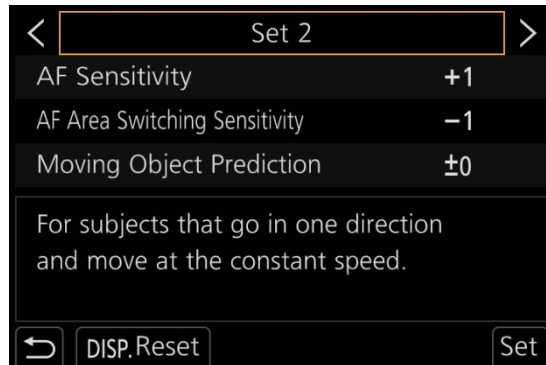 Set 2
AF Sensitivity +1
AF Area Switching Sensitivity −1
Moving Object Prediction ±0
For subjects that go in one direction
and move at the constant speed.
DISP. Reset Set